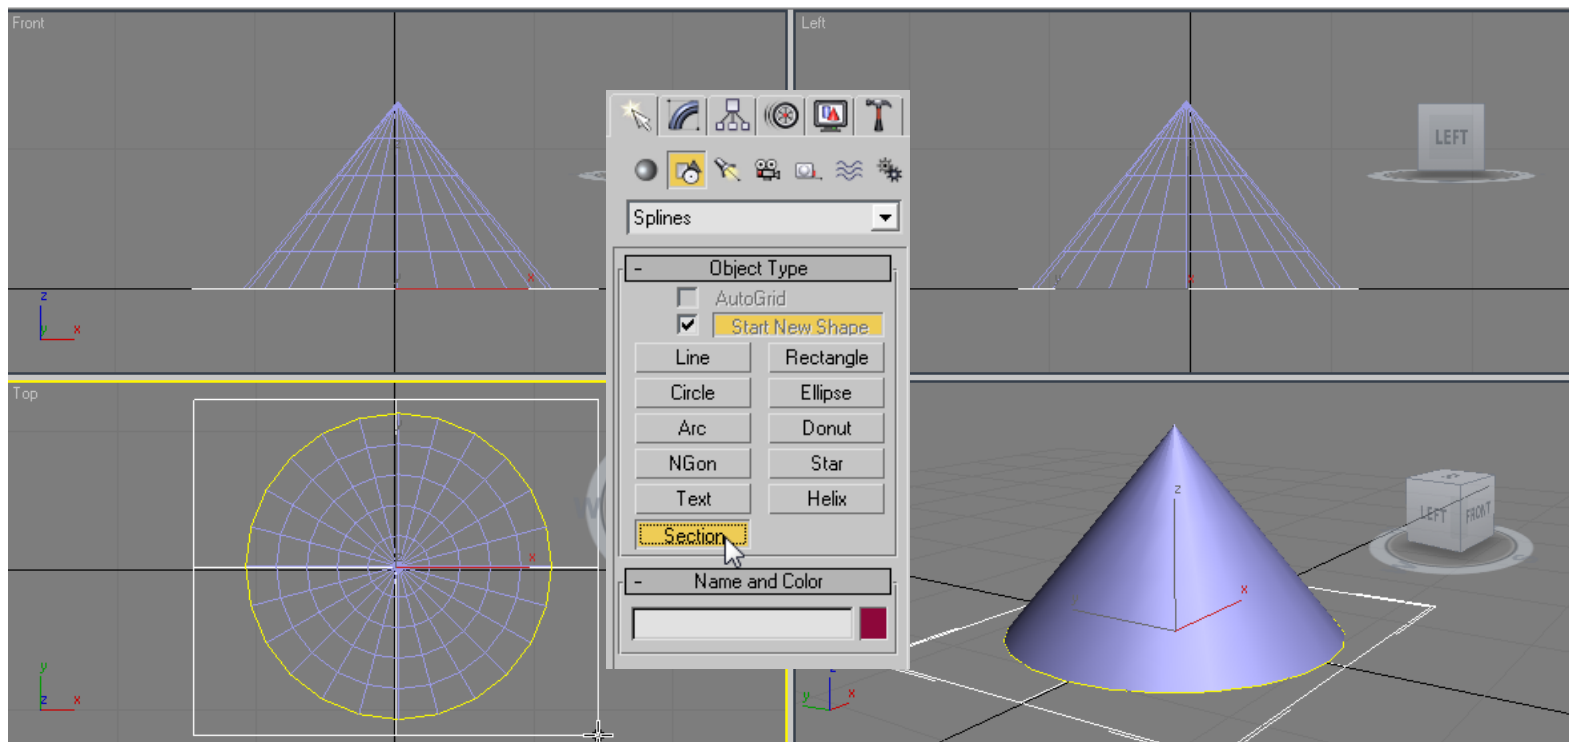 Front
Left
LEFT
Splines
- Object Type
AutoGrid
Start New Shape
Line Rectangle
Circle Ellipse
Arc Donut
NGon Star
Text Helix
Section
- Name and Color
z
x
z
y x
x
Top
x
y
z x
z
x
LEFT FRONT
z
y x